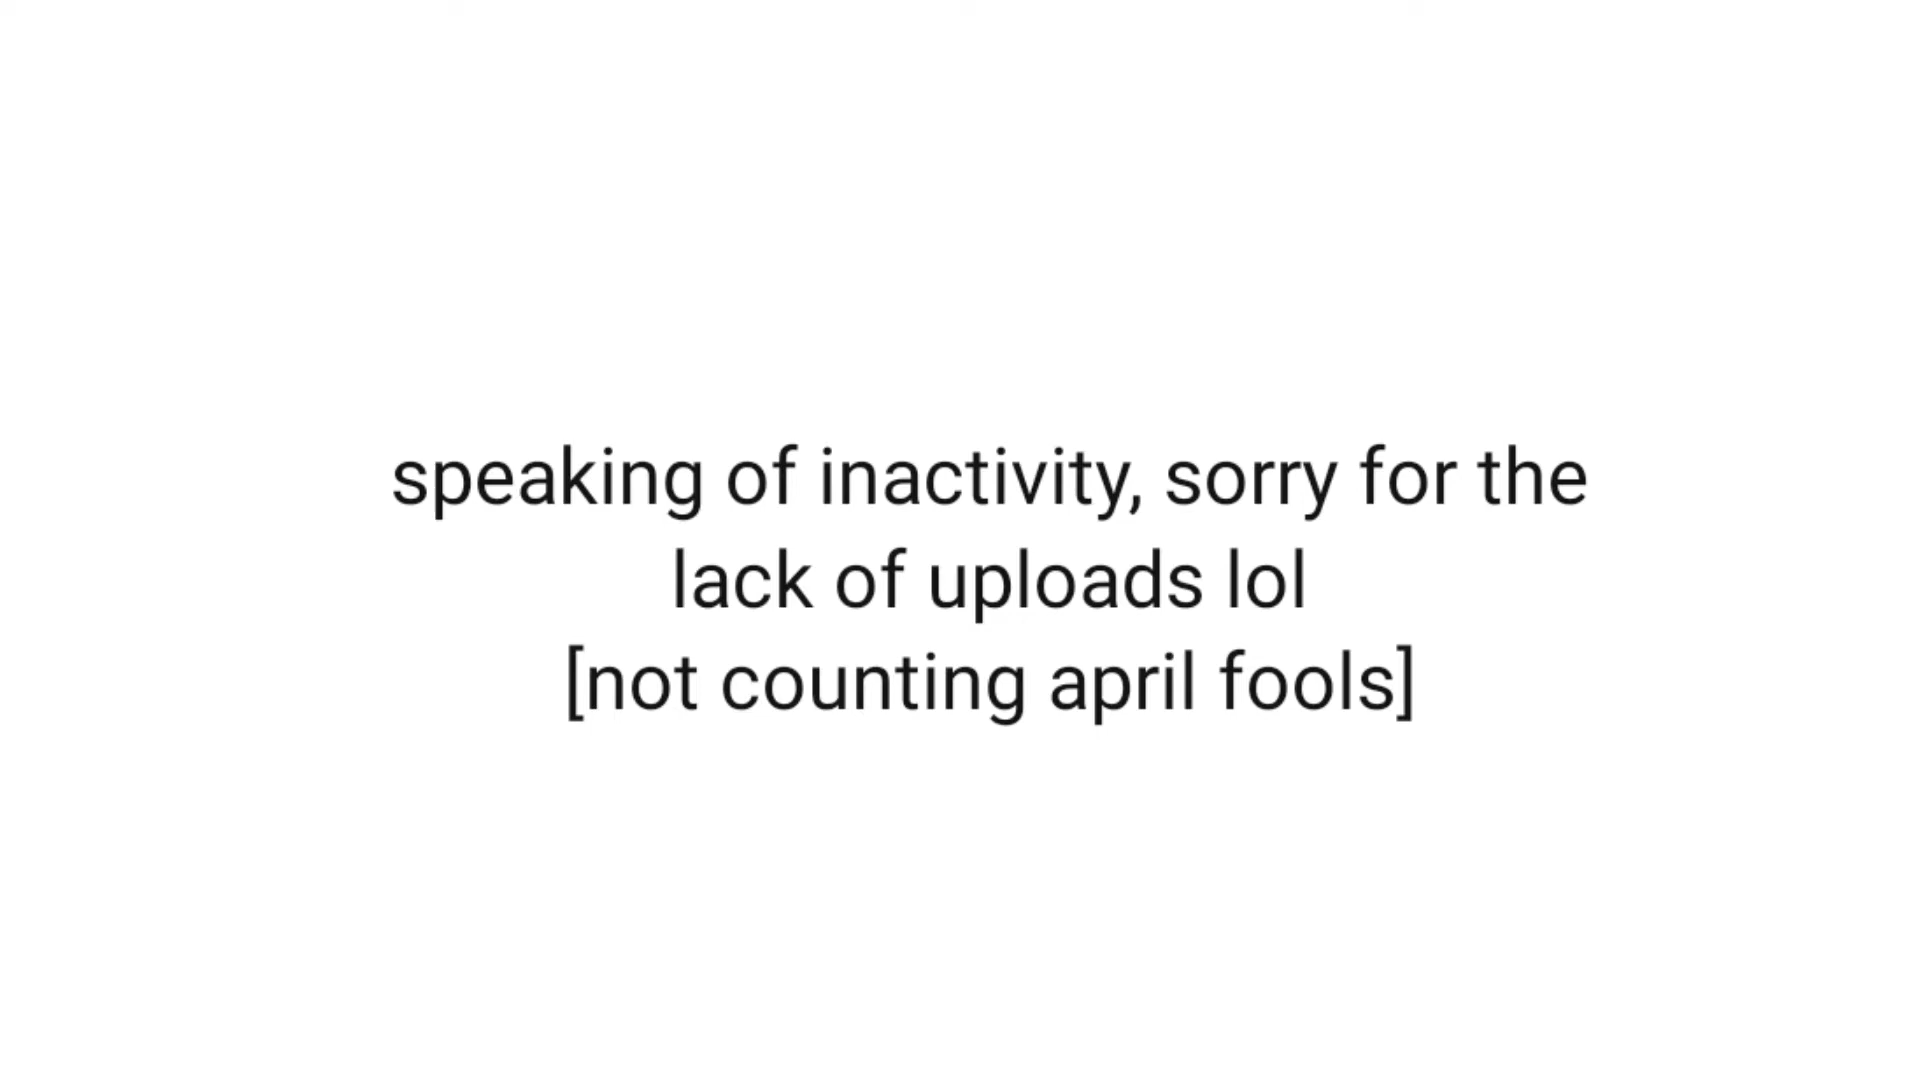 speaking of inactivity, sorry for the
lack of uploads lol
[not counting april fools]